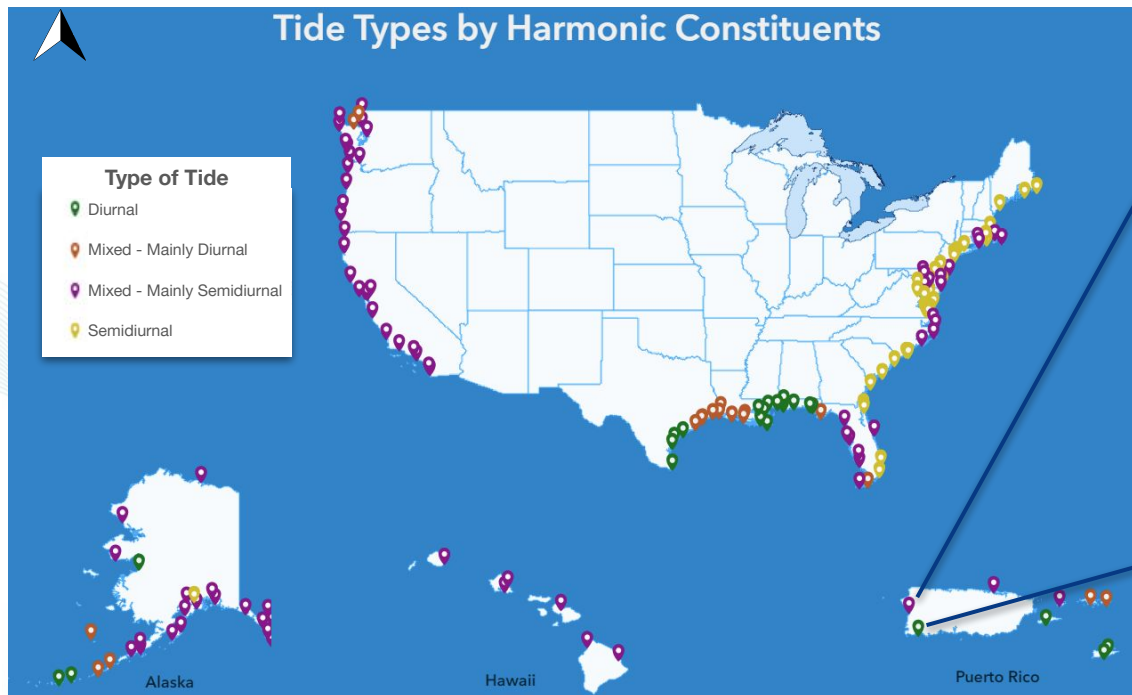 Tide Types by Harmonic Constituents
Type of Tide
Diurnal
Mixed - Mainly Diurnal
Mixed - Mainly Semidiurnal
Semidiurnal
Alaska
Hawaii
Puerto Rico